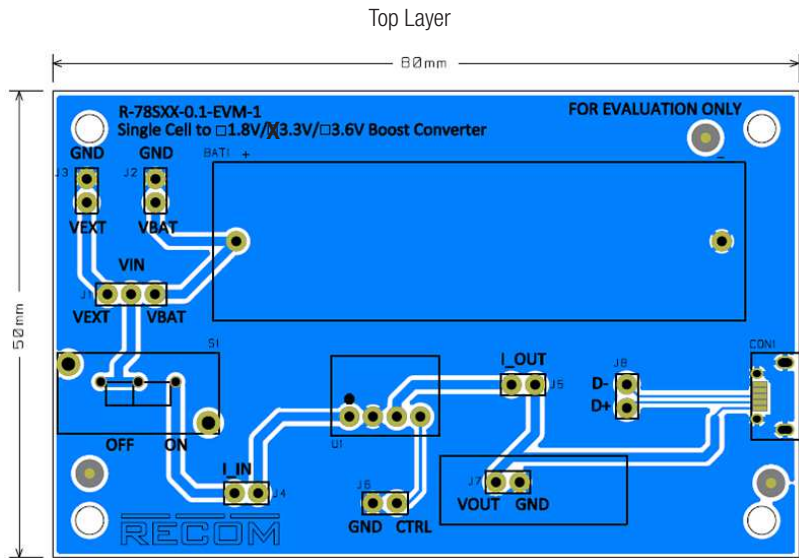 Top Layer
80mm
50mm
R-78SXX-0.1-EVM-1
Single Cell to □1.8V/☒3.3V/□3.6V Boost Converter
FOR EVALUATION ONLY
GND GND BAT1 + -
J3 J2
VEXT VBAT
VIN
J1
VEXT VBAT
S1
OFF ON
U1
I_OUT
J5
J8
D-
D+
CON1
I_IN
J4
J6
GND CTRL
J7
VOUT GND
RECOM